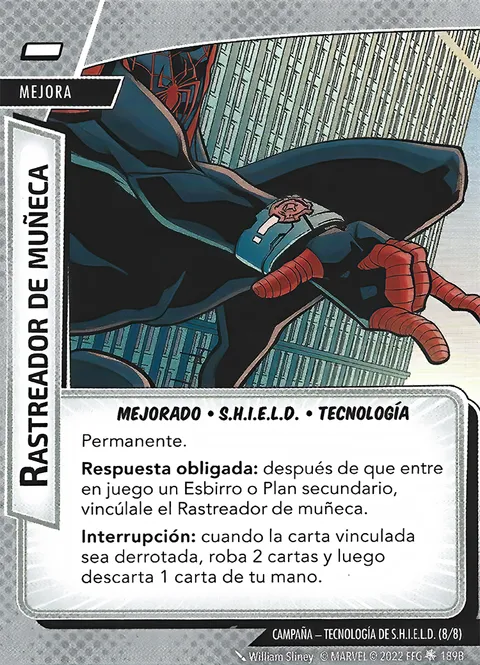 MEJORA
RASTREADOR DE MUÑECA
MEJORADO • S.H.I.E.L.D. • TECNOLOGÍA
Permanente.
Respuesta obligada: después de que entre
en juego un Esbirro o Plan secundario,
vincúlale el Rastreador de muñeca.
Interrupción: cuando la carta vinculada
sea derrotada, roba 2 cartas y luego
descarta 1 carta de tu mano.
CAMPAÑA – TECNOLOGÍA DE S.H.I.E.L.D. (8/8)
William Sliney © MARVEL © 2022 FFG 189B